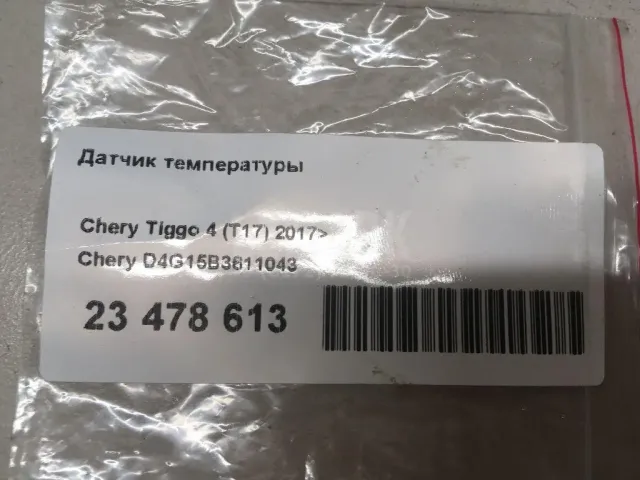 Датчик температуры
Chery Tiggo 4 (T17) 2017>
Chery D4G15B3811043
23 478 613